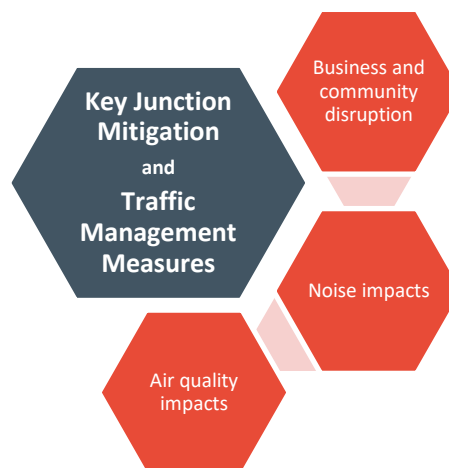 Key Junction
Mitigation
and
Traffic
Management
Measures
Business and
community
disruption
Noise impacts
Air quality
impacts